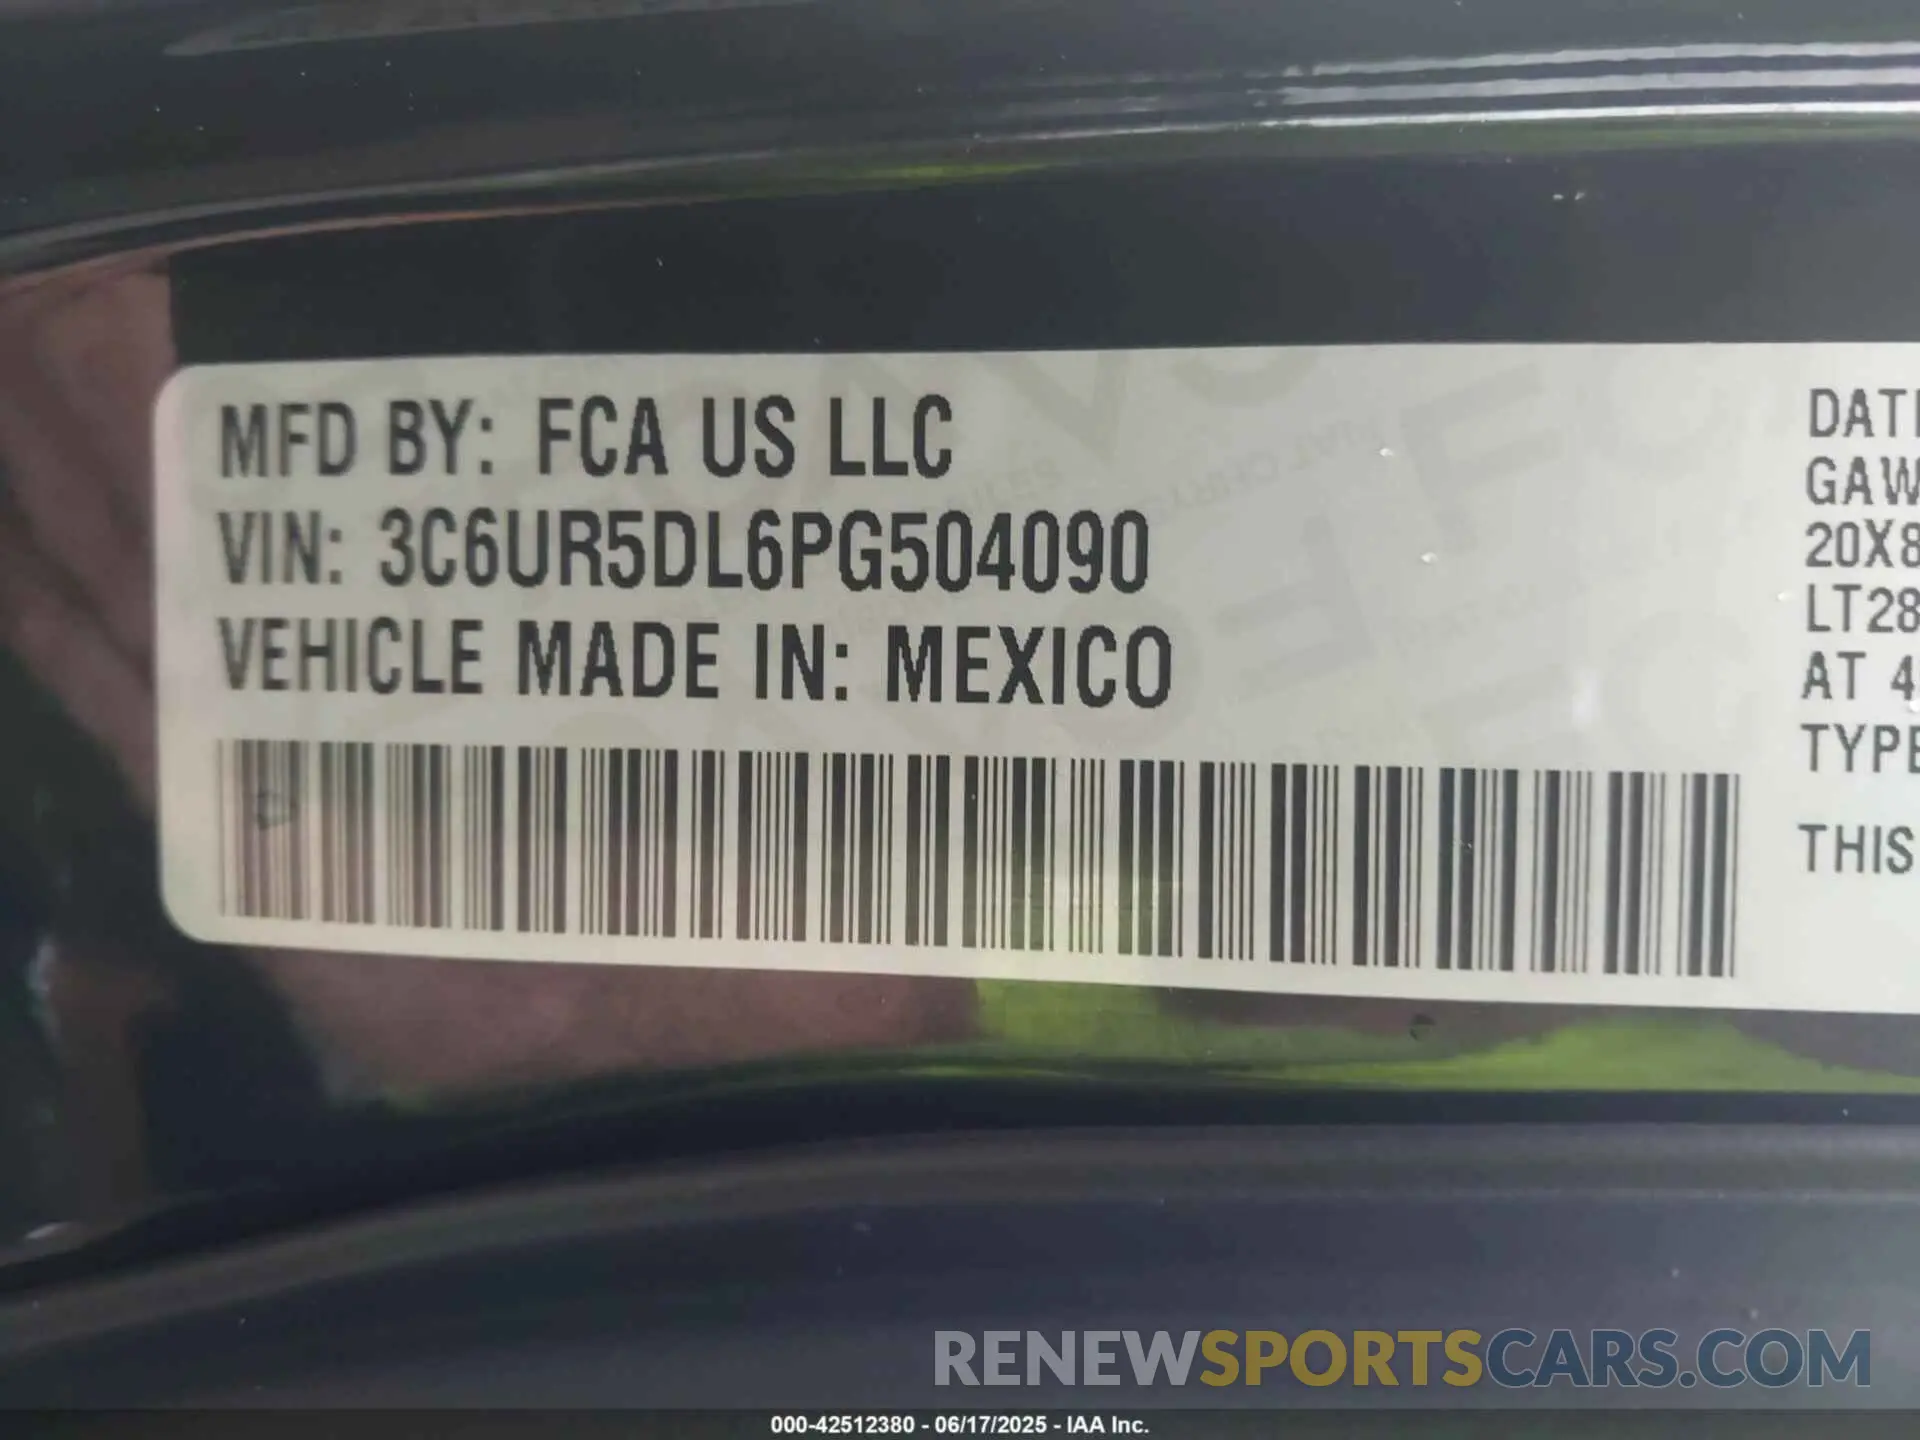 MFD BY: FCA US LLC
VIN: 3C6UR5DL6PG504090
VEHICLE MADE IN: MEXICO
DAT
GAW
20X8
LT28
AT 4
TYPE
THIS
RENEWSPORTSCARS.COM
000-42512380 - 06/17/2025 - IAA Inc.